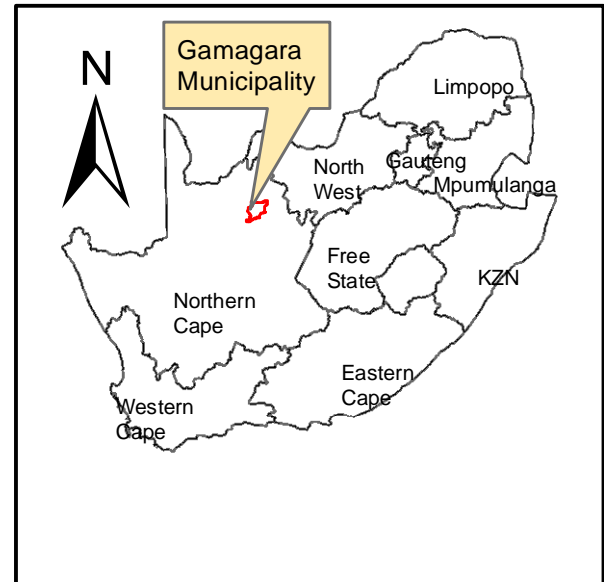 N
Gamagara
Municipality
Limpopo
Gauteng
Mpumulanga
North
West
Free
State
KZN
Northern
Cape
Eastern
Cape
Western
Cape